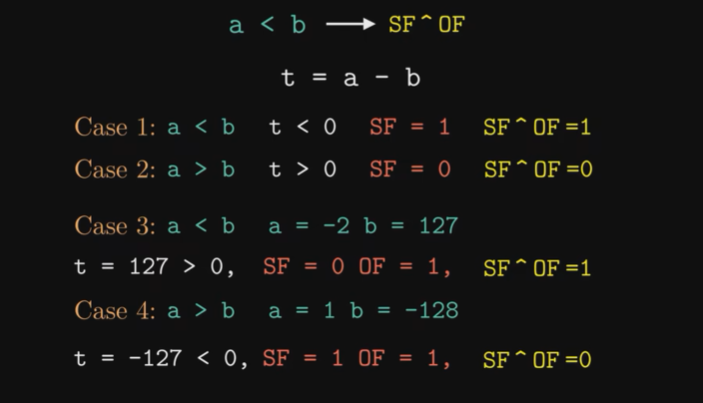 a < b ⟶ SF^OF
t = a - b
Case 1: a < b t < 0 SF = 1 SF^OF=1
Case 2: a > b t > 0 SF = 0 SF^OF=0
Case 3: a < b a = -2 b = 127
t = 127 > 0, SF = 0 OF = 1, SF^OF=1
Case 4: a > b a = 1 b = -128
t = -127 < 0, SF = 1 OF = 1, SF^OF=0